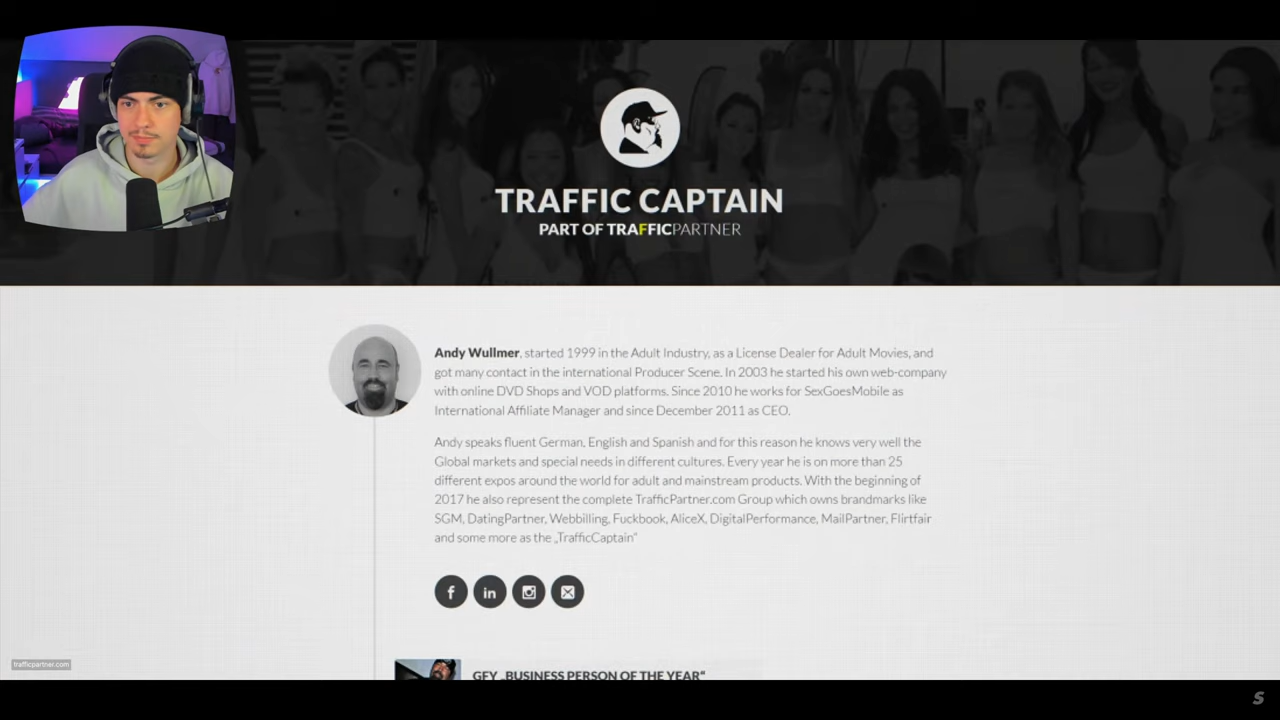 TRAFFIC CAPTAIN
PART OF TRAFFICPARTNER
Andy Wullmer, started 1999 in the Adult Industry, as a License Dealer for Adult Movies, and
got many contact in the international Producer Scene. In 2003 he started his own web-company
with online DVD Shops and VOD platforms. Since 2010 he works for SexGoesMobile as
International Affiliate Manager and since December 2011 as CEO.
Andy speaks fluent German, English and Spanish and for this reason he knows very well the
Global markets and special needs in different cultures. Every year he is on more than 25
different expos around the world for adult and mainstream products. With the beginning of
2017 he also represent the complete TrafficPartner.com Group which owns brandmarks like
SGM, DatingPartner, Webbilling, Fuckbook, AliceX, DigitalPerformance, MailPartner, Flirtfair
and some more as the „TrafficCaptain"
f in
trafficpartner.com
GFY „BUSINESS PERSON OF THE YEAR"
S